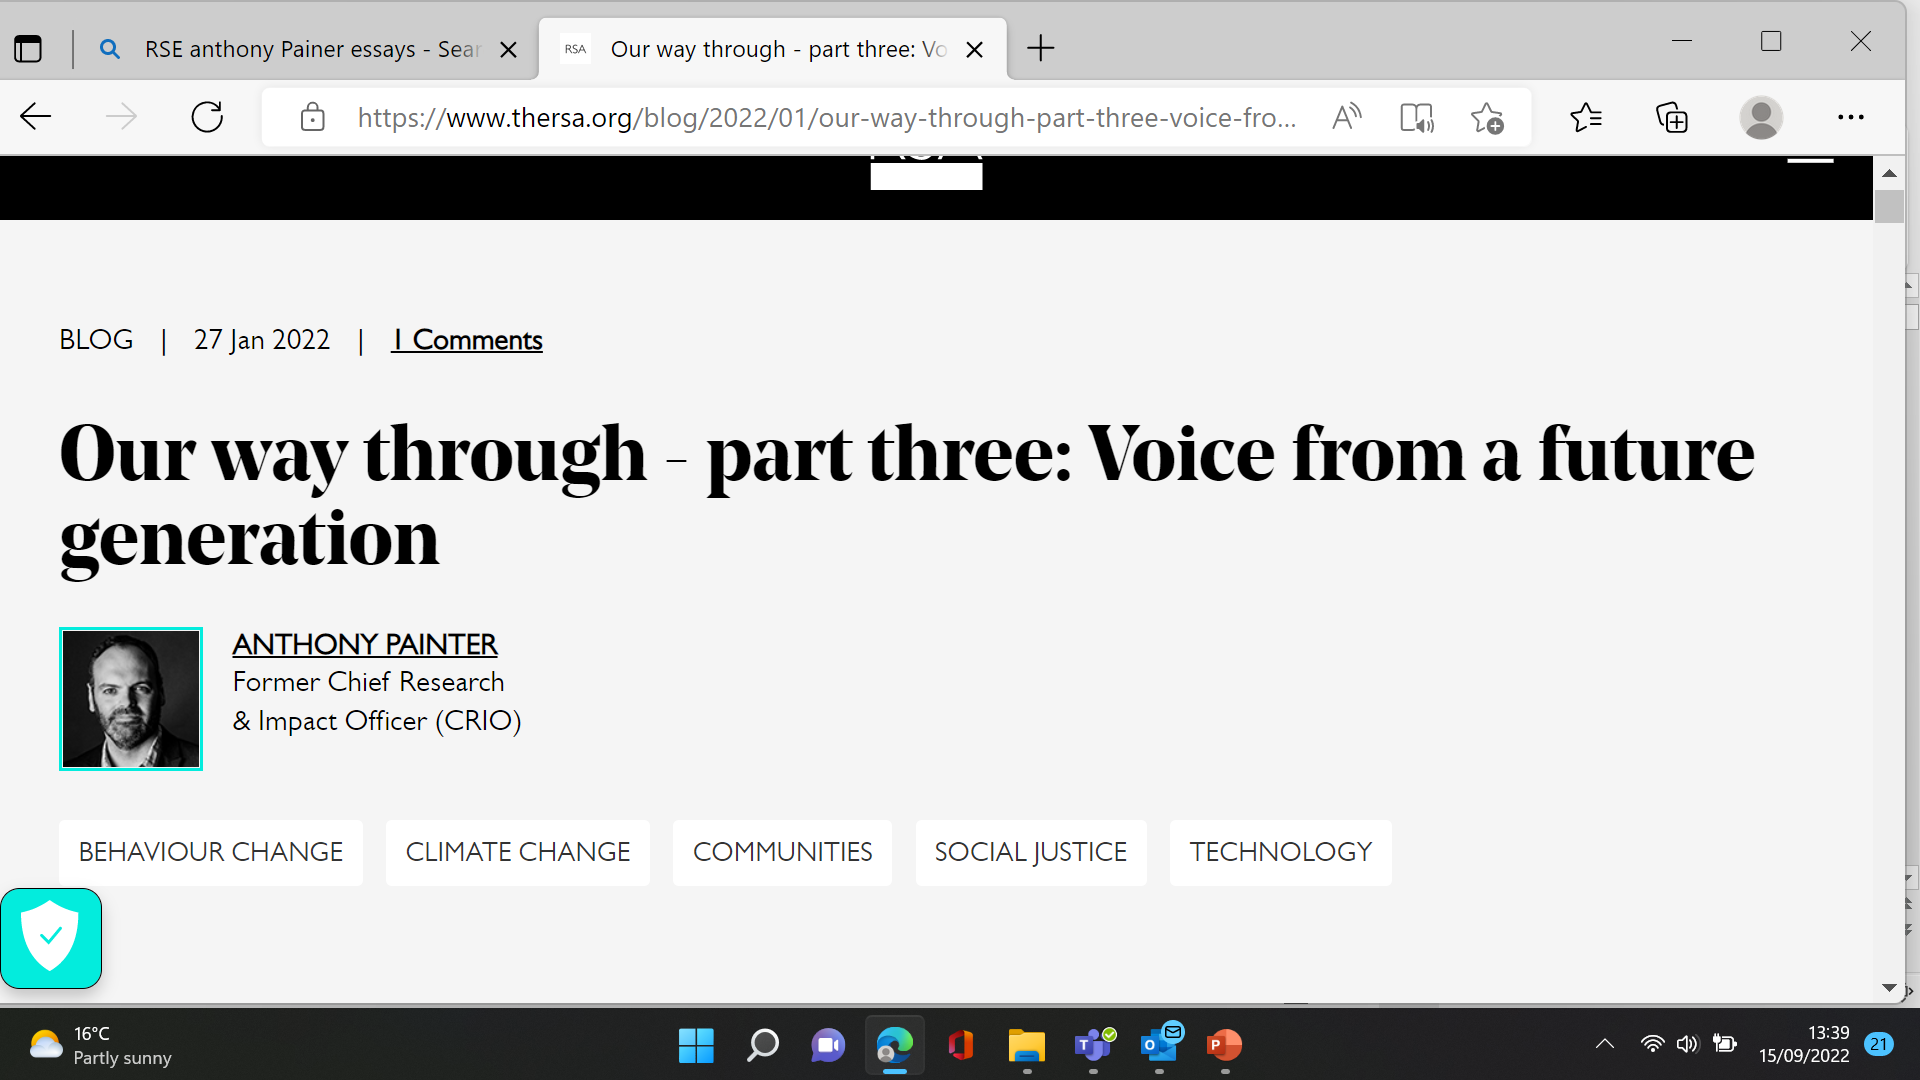 RSE anthony Painer essays - Sear
RSA
Our way through - part three: Vo
https://www.thersa.org/blog/2022/01/our-way-through-part-three-voice-fro...
BLOG | 27 Jan 2022 | 1 Comments
Our way through - part three: Voice from a future
generation
ANTHONY PAINTER
Former Chief Research
& Impact Officer (CRIO)
BEHAVIOUR CHANGE
CLIMATE CHANGE
COMMUNITIES
SOCIAL JUSTICE
TECHNOLOGY
16°C
Partly sunny
13:39
15/09/2022
21